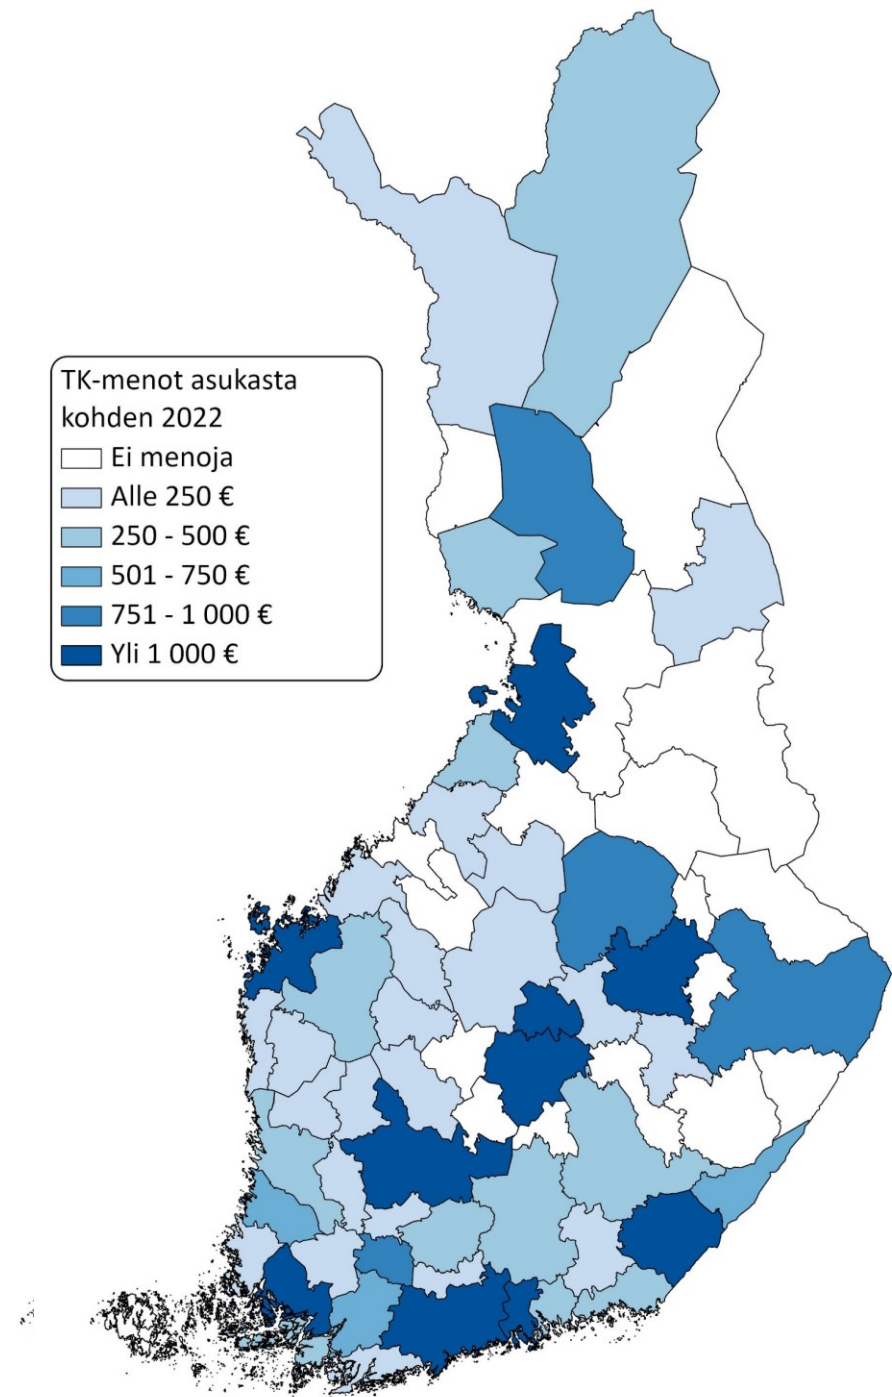 TK-menot asukasta
kohden 2022
Ei menoja
Alle 250 €
250 - 500 €
501 - 750 €
751 - 1 000 €
Yli 1 000 €